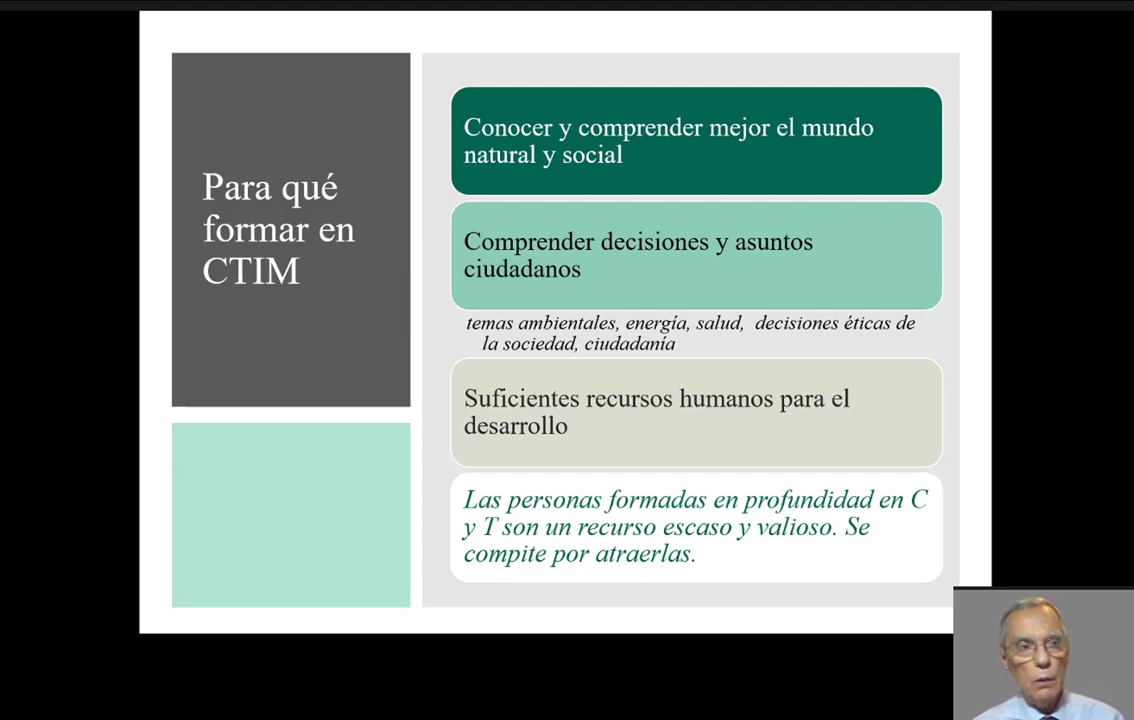 Para qué
formar en
CTIM
Conocer y comprender mejor el mundo
natural y social
Comprender decisiones y asuntos
ciudadanos
temas ambientales, energía, salud, decisiones éticas de
la sociedad, ciudadanía
Suficientes recursos humanos para el
desarrollo
Las personas formadas en profundidad en C
y T son un recurso escaso y valioso. Se
compite por atraerlas.